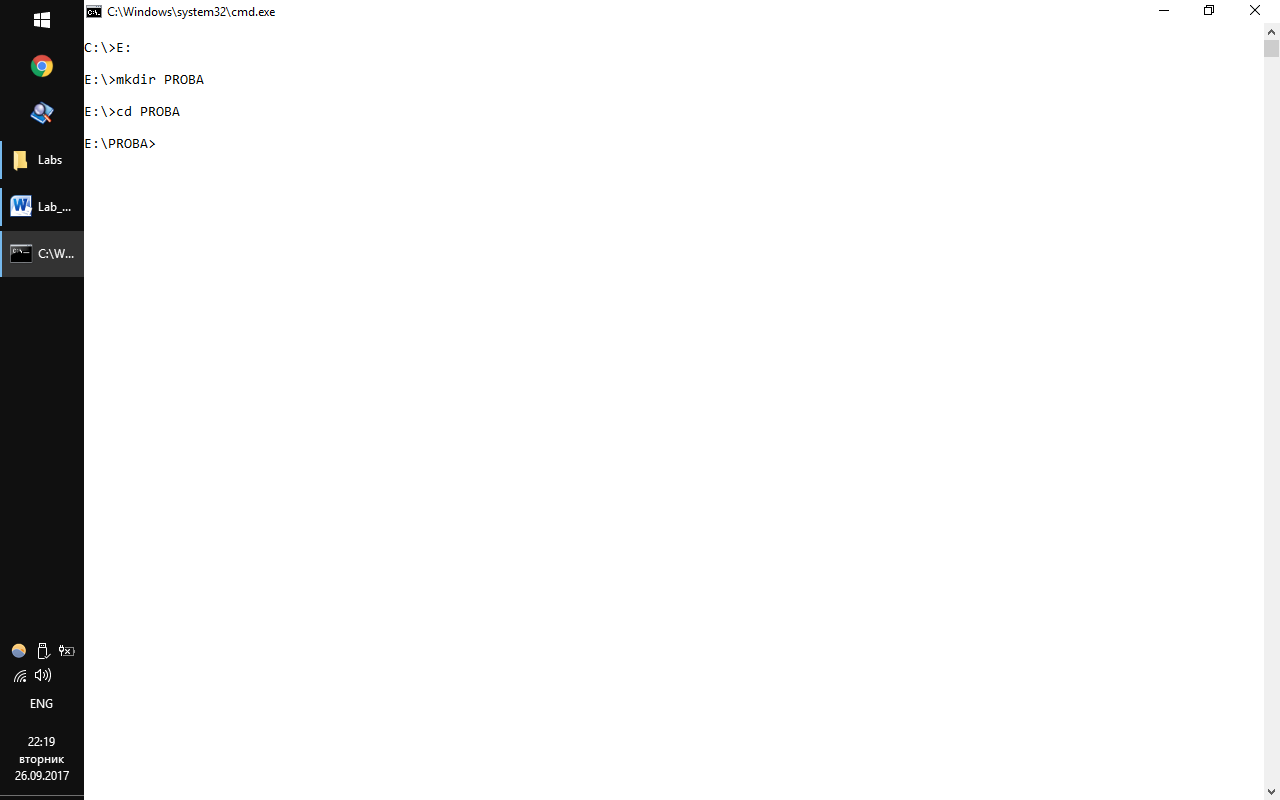 C:\Windows\system32\cmd.exe
C:\>E:
E:\>mkdir PROBA
E:\>cd PROBA
E:\PROBA>
Labs
Lab_...
C:\W...
ENG
22:19
вторник
26.09.2017